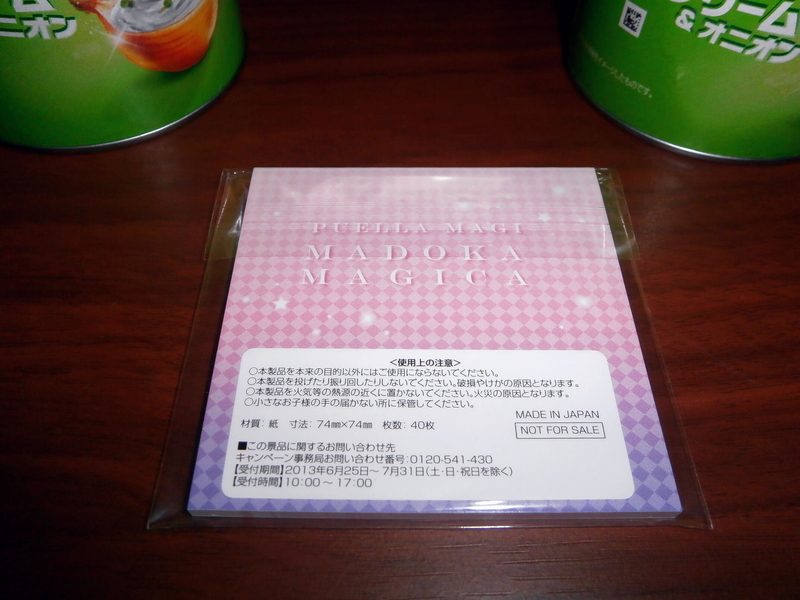 ム
オニオン
クリーム
& オニオン
PUELLA MAGI
MADOKA
MAGICA
<使用上の注意>
○本製品を本来の目的以外にはご使用にならないでください。
○本製品を投げたり振り回したりしないでください。破損やけがの原因となります。
○本製品を火気等の熱源の近くに置かないでください。火災の原因となります。
○小さなお子様の手の届かない所に保管してください。
材質: 紙 寸法: 74mm×74mm 枚数: 40枚
MADE IN JAPAN
NOT FOR SALE
■この景品に関するお問い合わせ先
キャンペーン事務局お問い合わせ番号:0120-541-430
【受付期間】2013年6月25日~7月31日(土・日・祝日を除く)
【受付時間】10:00~17:00